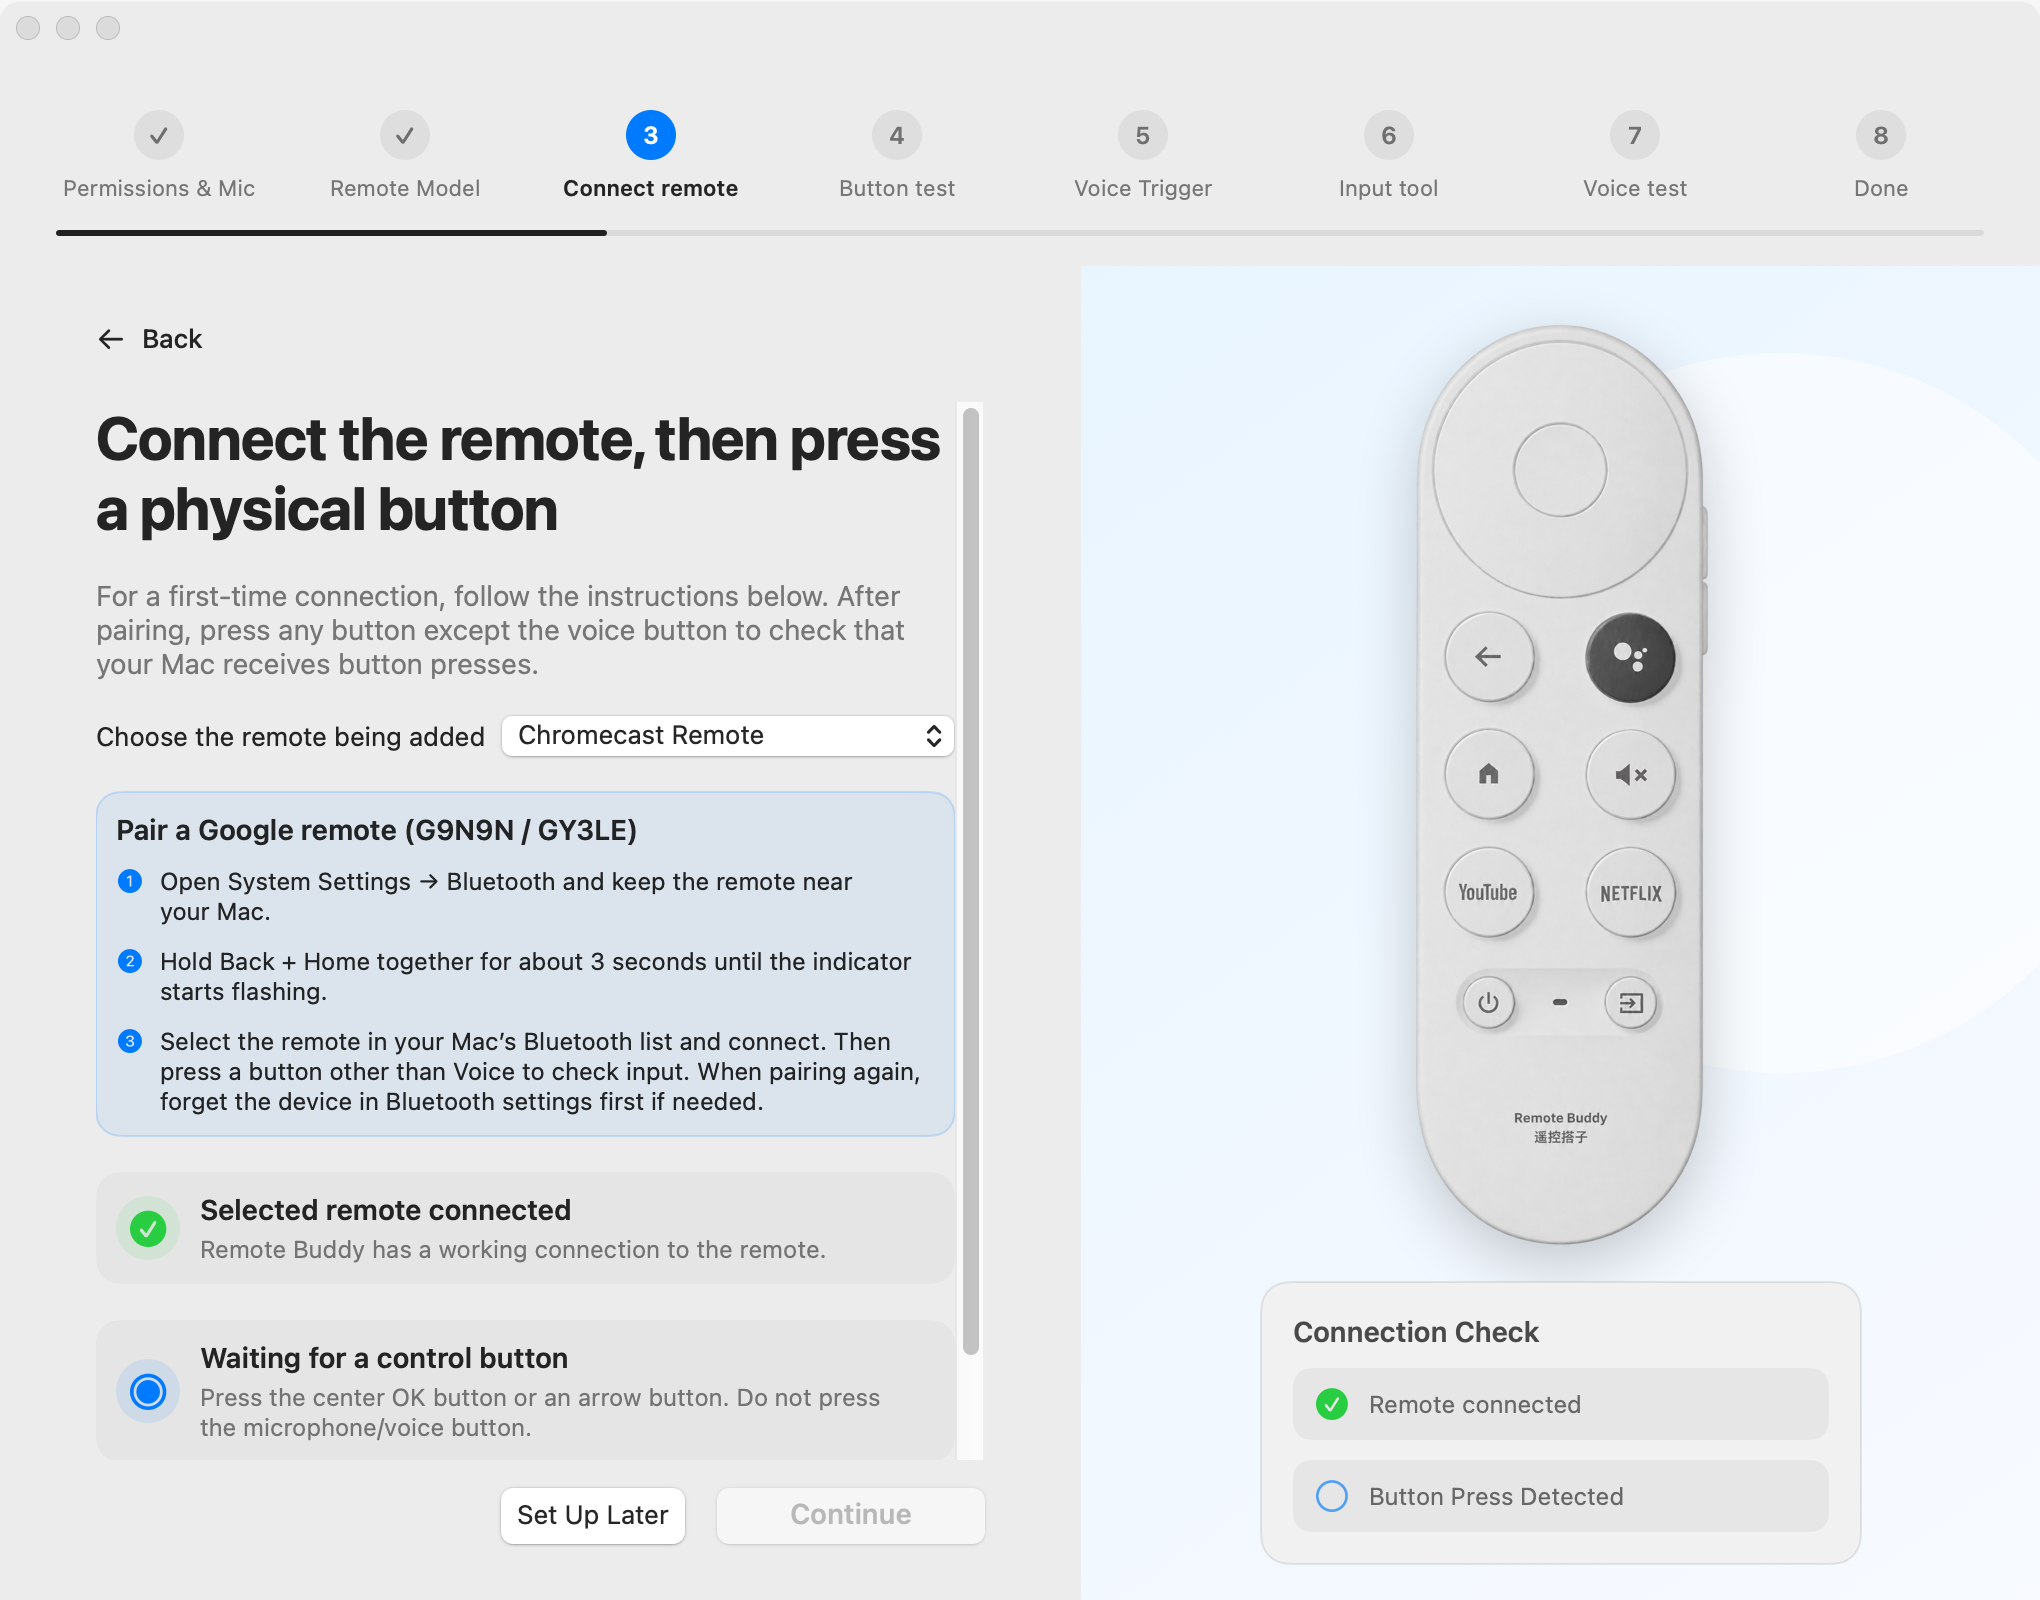 Permissions & Mic
Remote Model
3
Connect remote
4
Button test
5
Voice Trigger
6
Input tool
7
Voice test
8
Done
← Back
Connect the remote, then press
a physical button
For a first-time connection, follow the instructions below. After
pairing, press any button except the voice button to check that
your Mac receives button presses.
Choose the remote being added
Chromecast Remote
Pair a Google remote (G9N9N / GY3LE)
1 Open System Settings → Bluetooth and keep the remote near
your Mac.
2 Hold Back + Home together for about 3 seconds until the indicator
starts flashing.
3 Select the remote in your Mac’s Bluetooth list and connect. Then
press a button other than Voice to check input. When pairing again,
forget the device in Bluetooth settings first if needed.
Selected remote connected
Remote Buddy has a working connection to the remote.
Waiting for a control button
Press the center OK button or an arrow button. Do not press
the microphone/voice button.
Set Up Later
Continue
YouTube
NETFLIX
Remote Buddy
遥控搭子
Connection Check
Remote connected
Button Press Detected